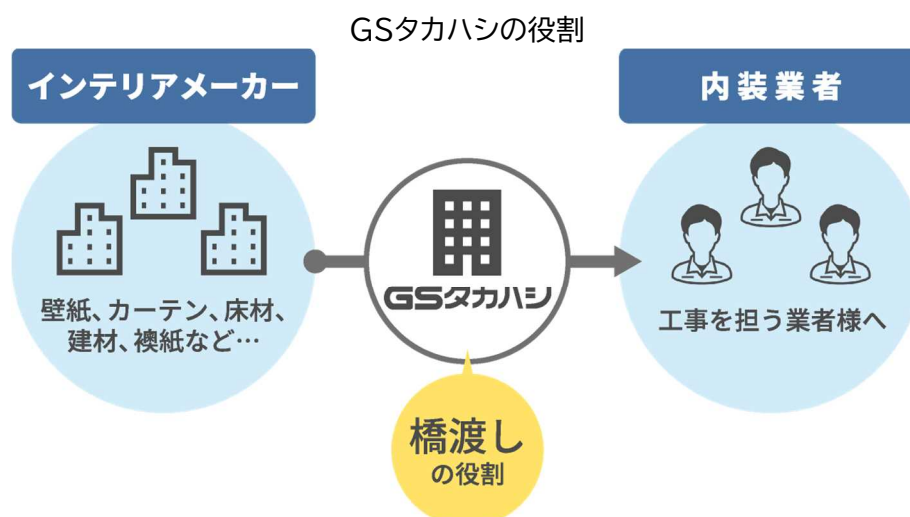 GSタカハシの役割
インテリアメーカー
壁紙、カーテン、床材、
建材、襖紙など…
GSタカハシ
橋渡し
の役割
内装業者
工事を担う業者様へ